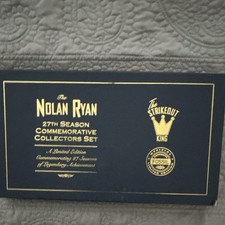 The
NOLAN RYAN
27TH SEASON
COMMEMORATIVE
COLLECTORS SET
A Limited Edition
Commemorating 27 Seasons
of Legendary Achievement
The
STRIKEOUT
KING
FOSSIL